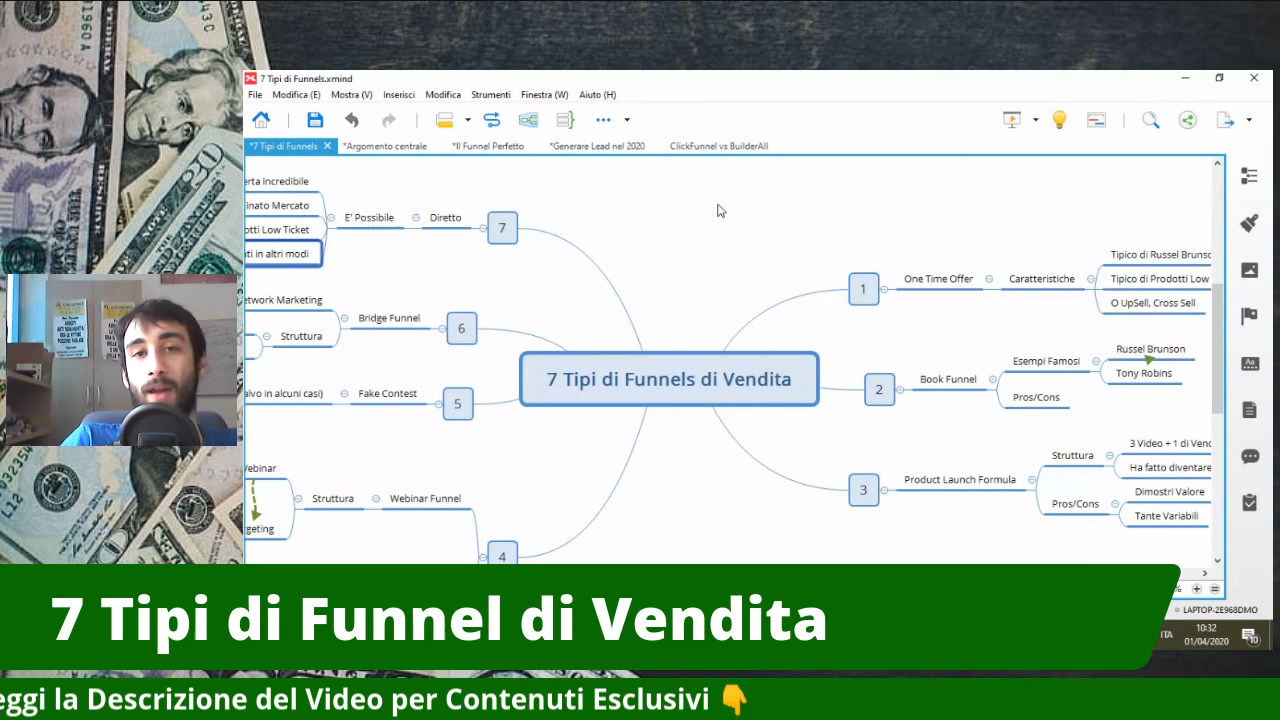 7 Tipi di Funnels.xmind
File Modifica (E) Mostra (V) Inserisci Modifica Strumenti Finestra (W) Aiuto (H)
*7 Tipi di Funnels *Argomento centrale *Il Funnel Perfetto *Generare Lead nel 2020 ClickFunnel vs BuilderAll
erta incredibile
inato Mercato
otti Low Ticket
ti in altri modi
E' Possibile
Diretto
7
etwork Marketing
Struttura
Bridge Funnel
6
alvo in alcuni casi)
Fake Contest
5
Webinar
rgeting
Struttura
Webinar Funnel
4
7 Tipi di Funnels di Vendita
1
One Time Offer
Caratteristiche
Tipico di Russel Brunso
Tipico di Prodotti Low
O UpSell, Cross Sell
2
Book Funnel
Esempi Famosi
Russel Brunson
Tony Robins
Pros/Cons
3
Product Launch Formula
Struttura
3 Video + 1 di Vend
Ha fatto diventare
Pros/Cons
Dimostri Valore
Tante Variabili
%
LAPTOP-2E968DMO
ITA
10:32
01/04/2020
10
7 Tipi di Funnel di Vendita
eggi la Descrizione del Video per Contenuti Esclusivi 👇